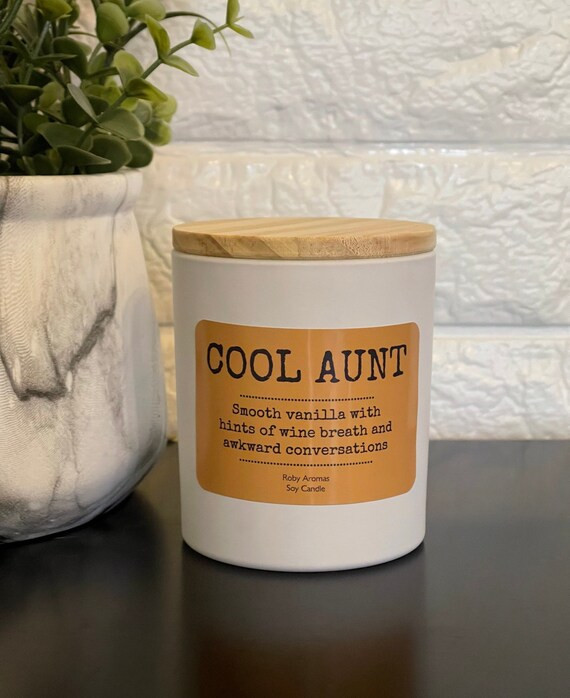 COOL AUNT
Smooth vanilla with
hints of wine breath and
awkward conversations
Roby Aromas
Soy Candle